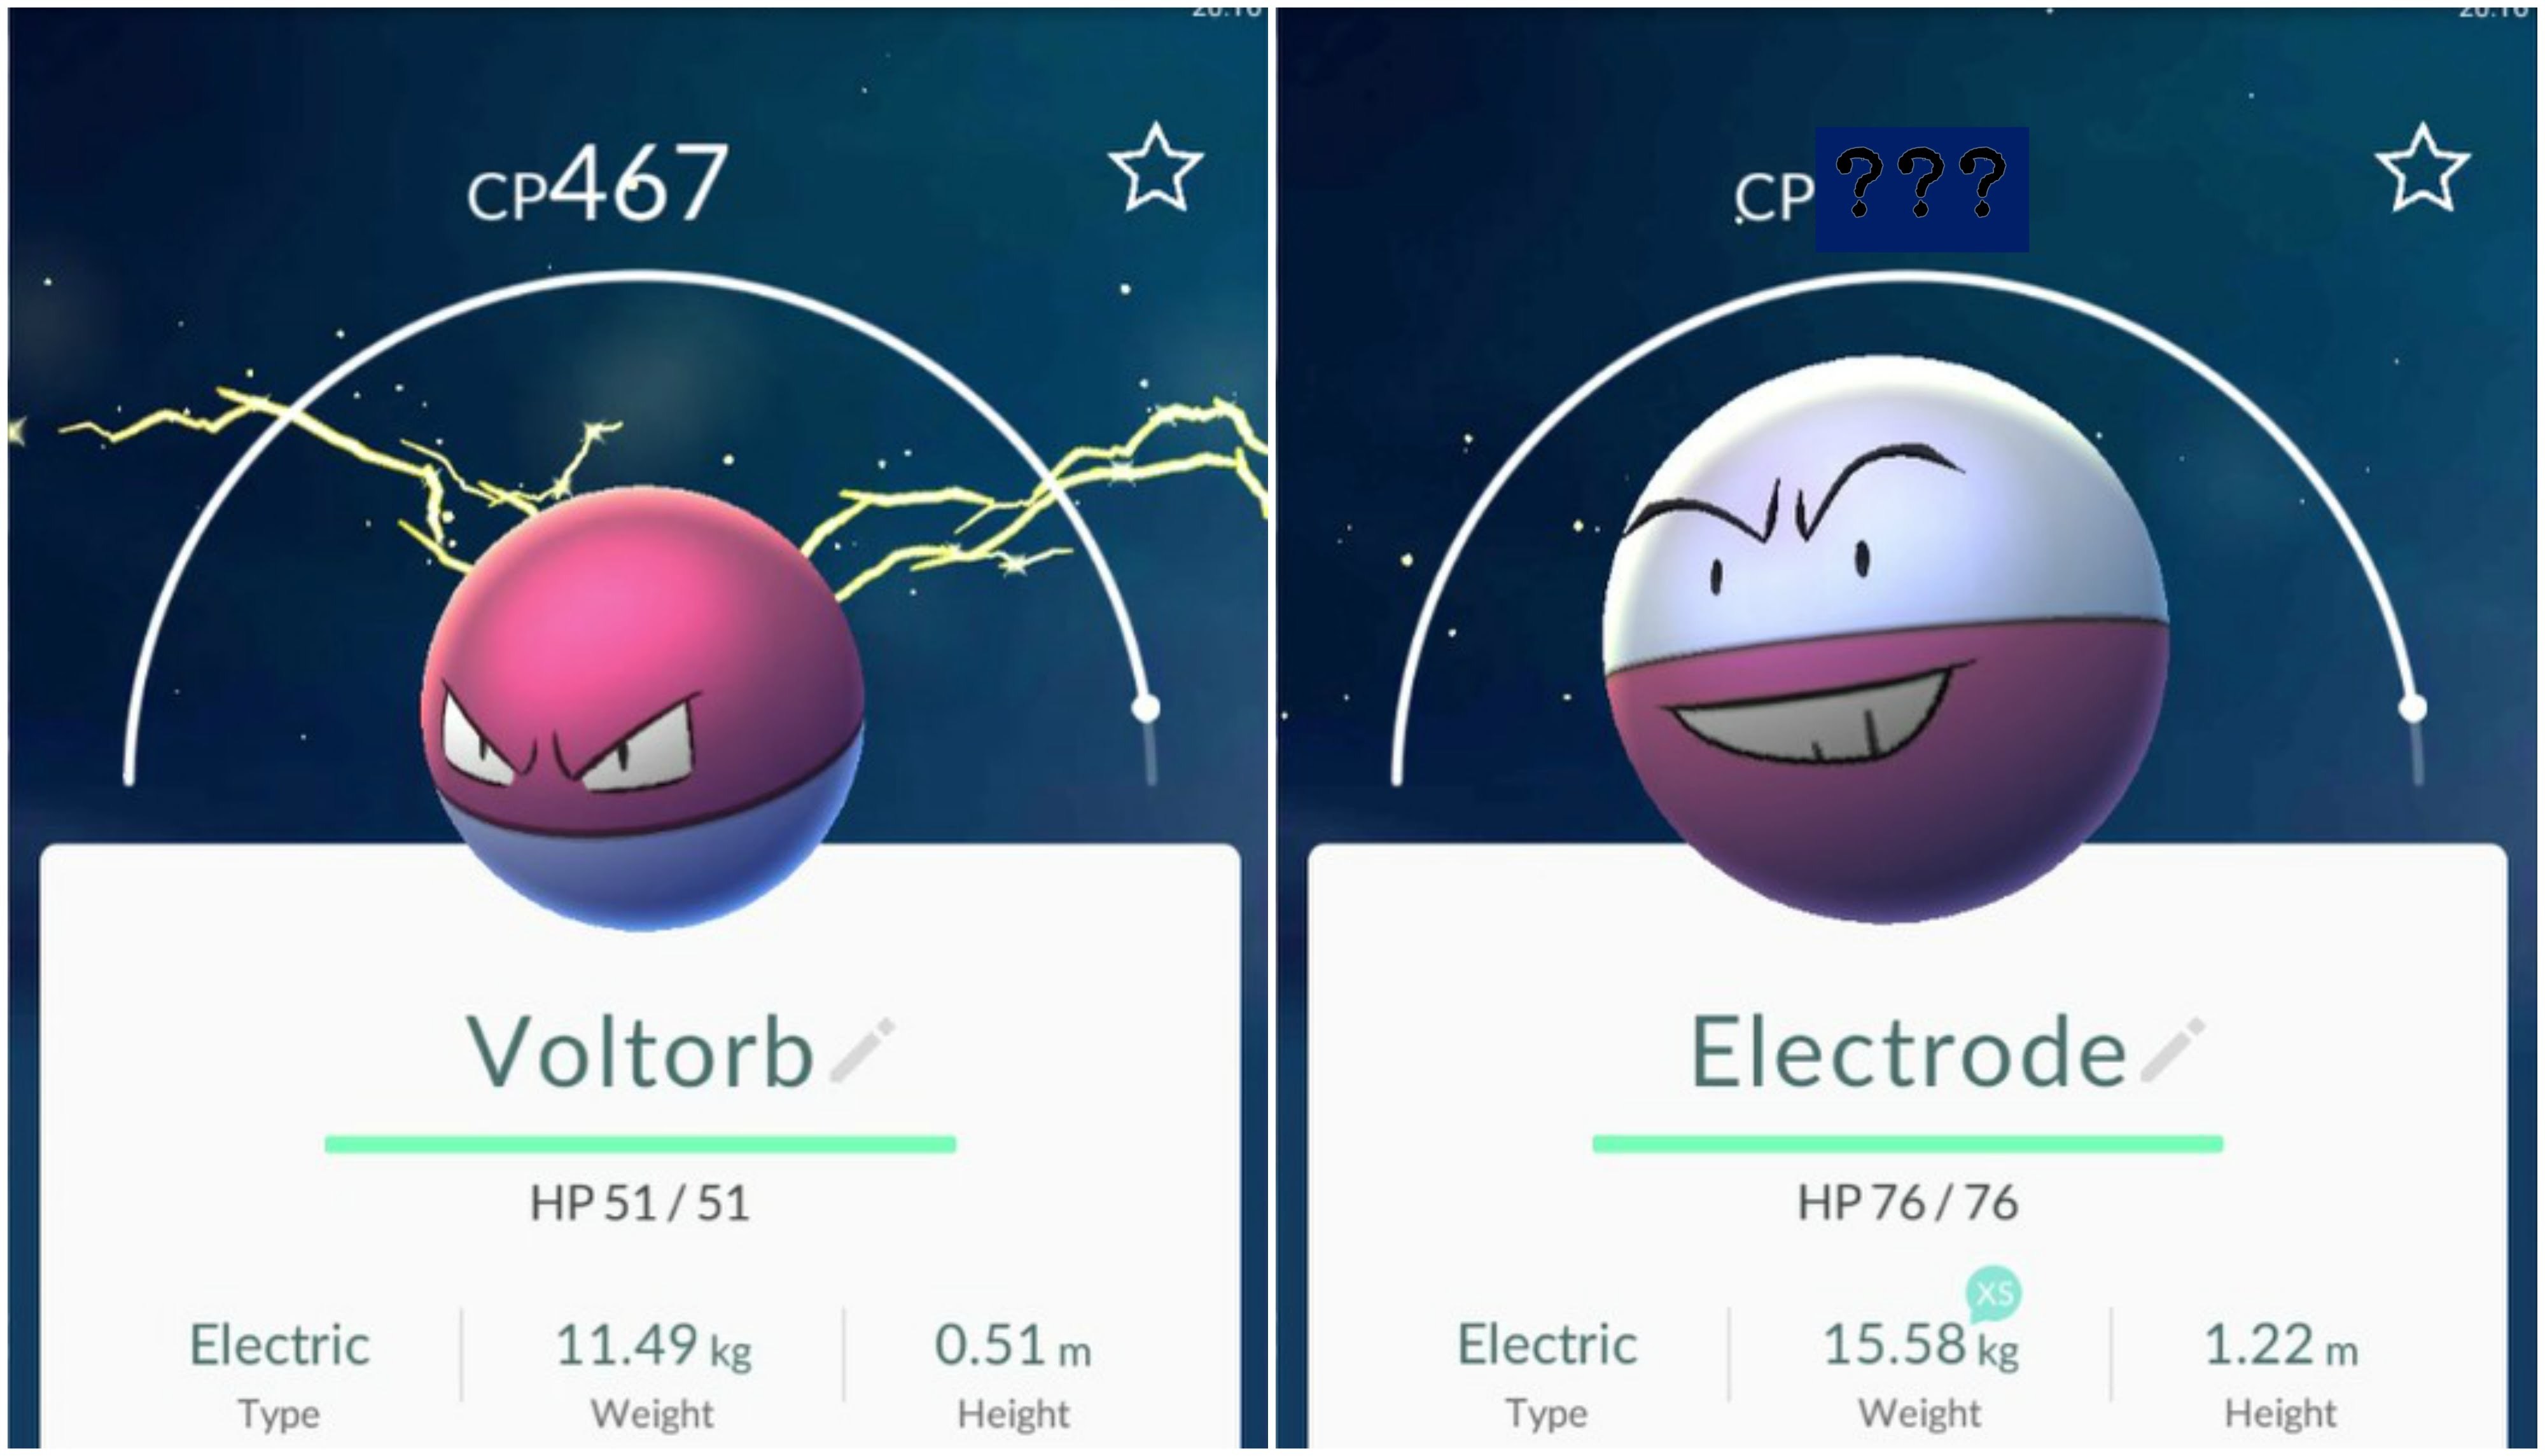 CP467
Voltorb
HP 51 / 51
Electric
Type
11.49 kg
Weight
0.51 m
Height
CP???
Electrode
HP 76 / 76
XS
Electric
Type
15.58 kg
Weight
1.22 m
Height